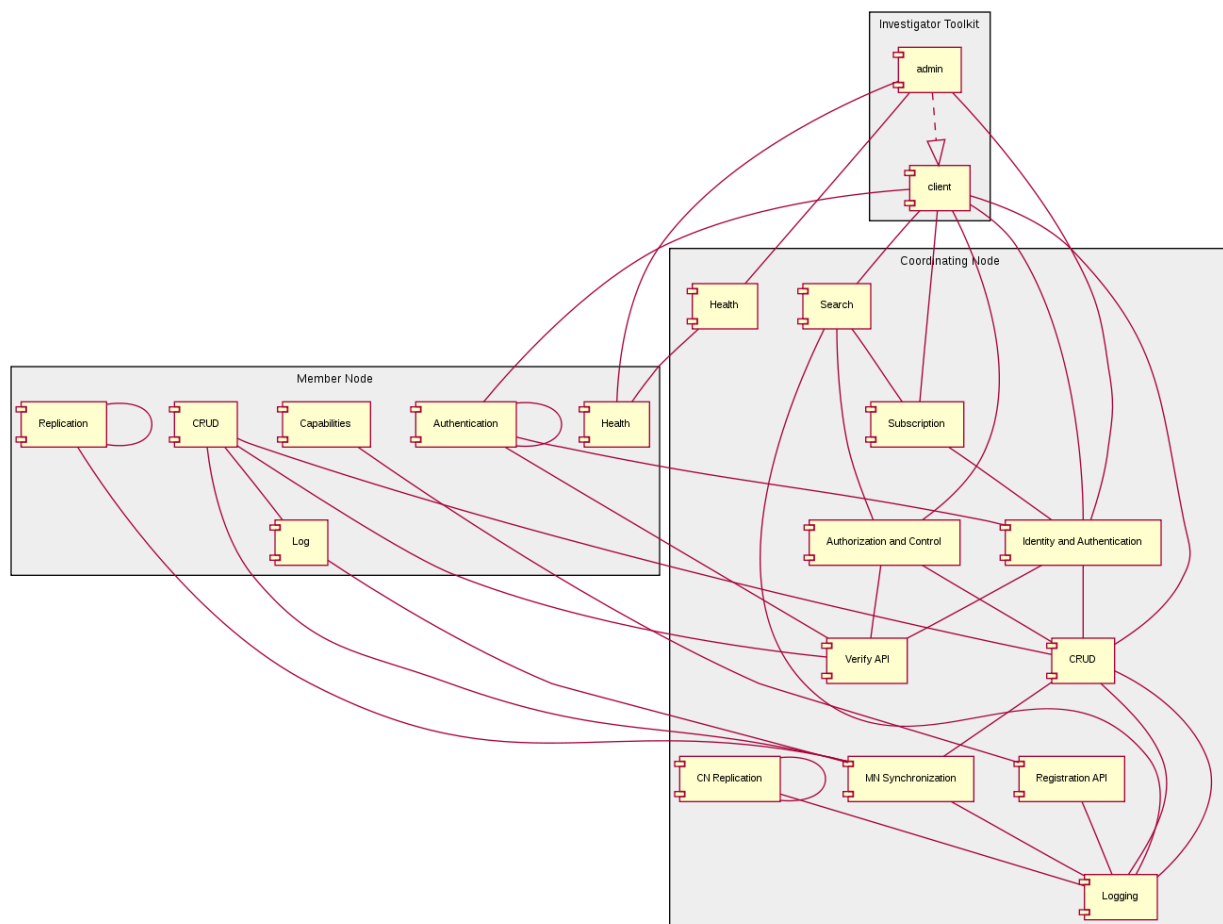 Investigator Toolkit
admin
client
Coordinating Node
Health
Search
Member Node
Replication
CRUD
Capabilities
Authentication
Health
Subscription
Log
Authorization and Control
Identity and Authentication
Verify API
CRUD
CN Replication
MN Synchronization
Registration API
Logging